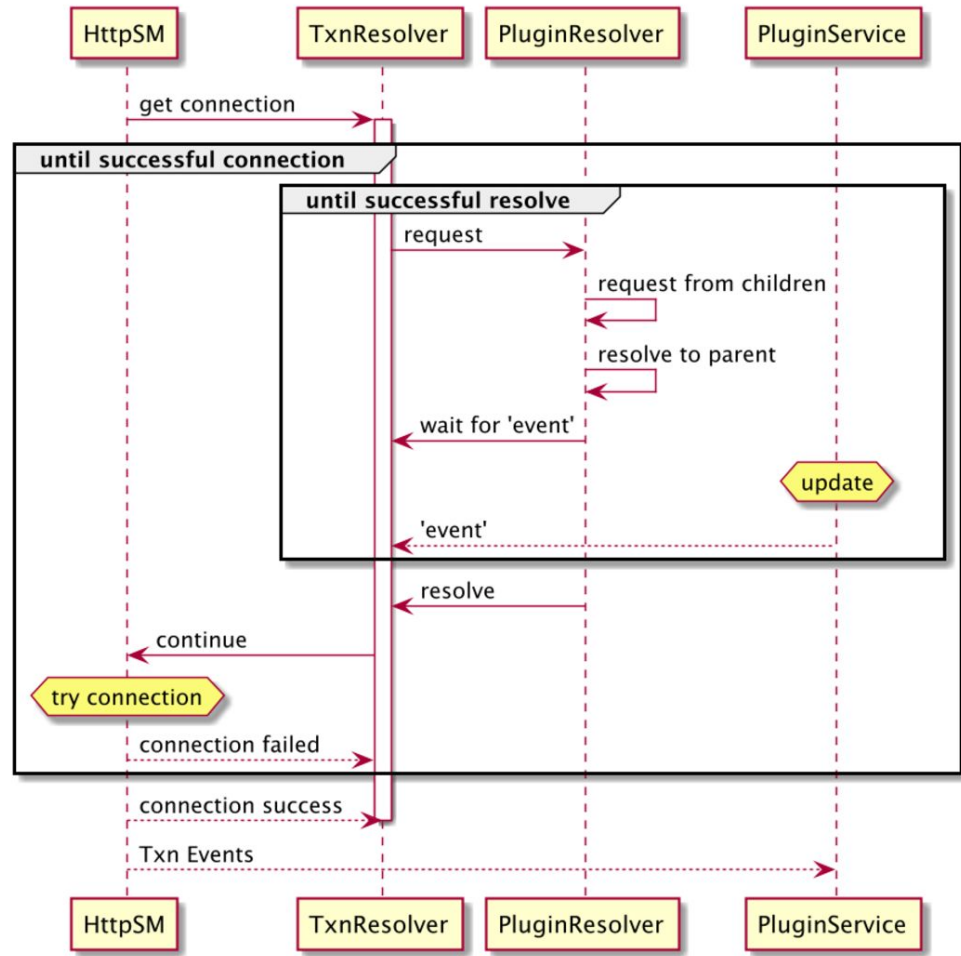 HttpSM
TxnResolver
PluginResolver
PluginService
get connection
until successful connection
until successful resolve
request
request from children
resolve to parent
wait for 'event'
update
'event'
resolve
continue
try connection
connection failed
connection success
Txn Events
HttpSM
TxnResolver
PluginResolver
PluginService